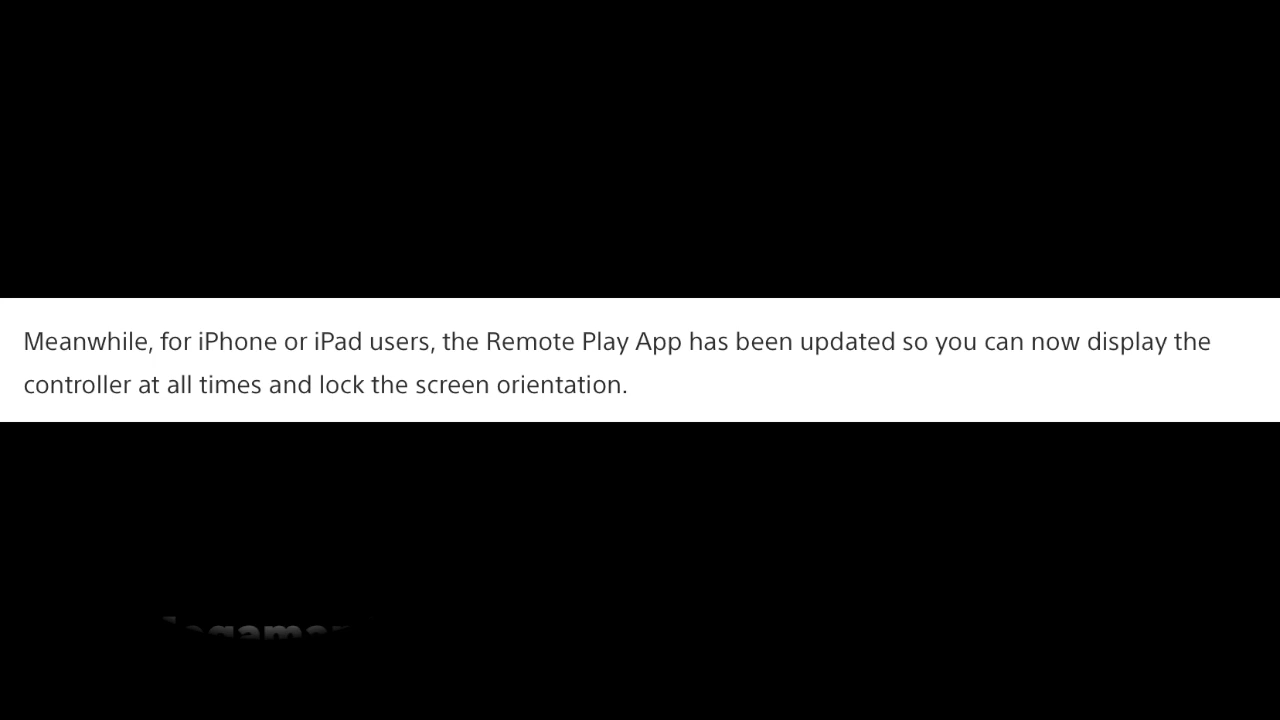 Meanwhile, for iPhone or iPad users, the Remote Play App has been updated so you can now display the
controller at all times and lock the screen orientation.